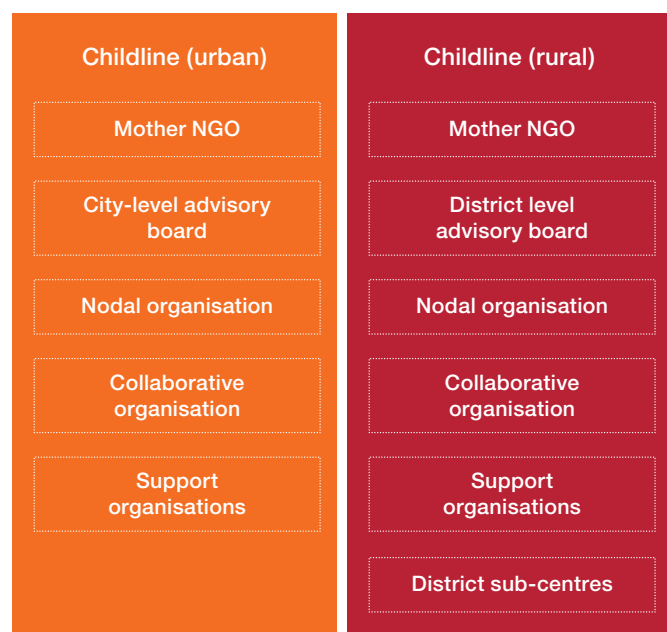 Childline (urban)
Mother NGO
City-level advisory
board
Nodal organisation
Collaborative
organisation
Support
organisations
Childline (rural)
Mother NGO
District level
advisory board
Nodal organisation
Collaborative
organisation
Support
organisations
District sub-centres